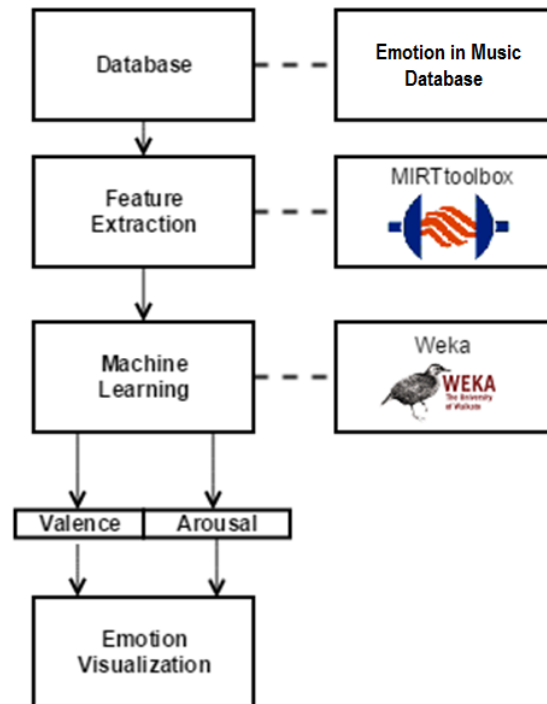 Database
Emotion in Music
Database
Feature
Extraction
MIRTtoolbox
Machine
Learning
Weka
WEKA
The University
of Waikato
Valence
Arousal
Emotion
Visualization